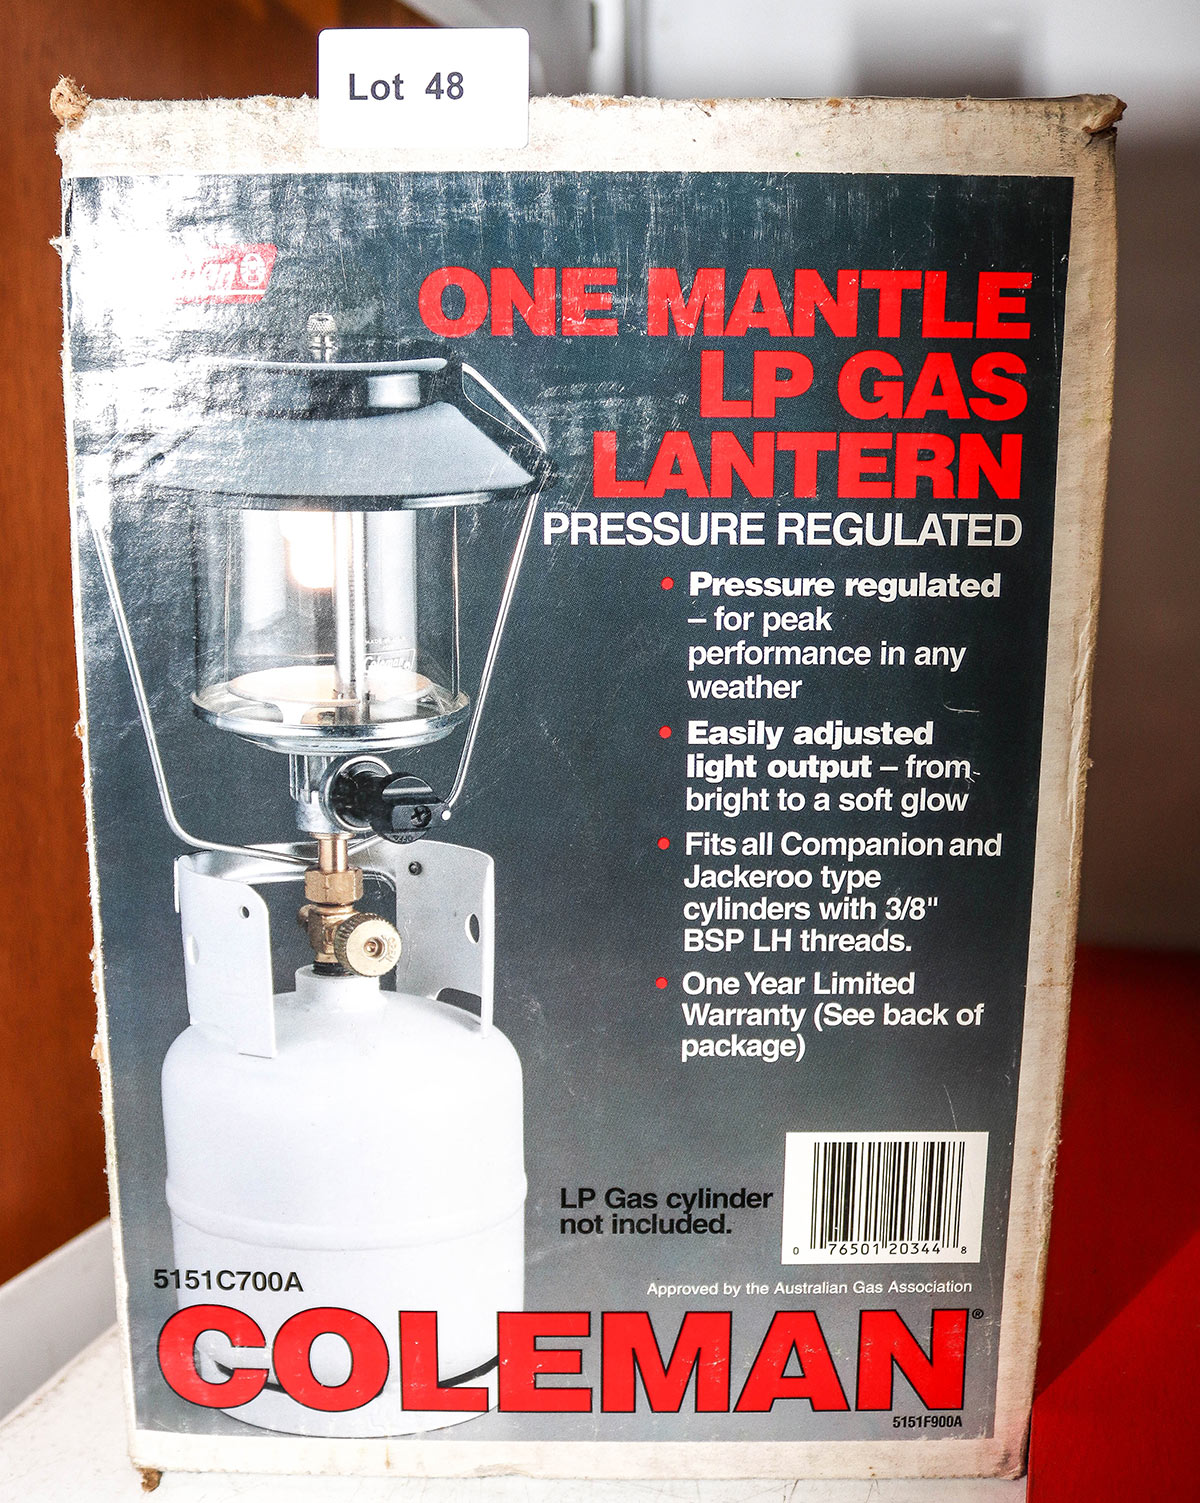 Lot 48
ONE MANTLE
LP GAS
LANTERN
PRESSURE REGULATED
• Pressure regulated
– for peak
performance in any
weather
• Easily adjusted
light output – from
bright to a soft glow
• Fits all Companion and
Jackeroo type
cylinders with 3/8"
BSP LH threads.
• One Year Limited
Warranty (See back of
package)
LP Gas cylinder
not included.
0 76501 20344 8
5151C700A
Approved by the Australian Gas Association
COLEMAN®
5151F900A